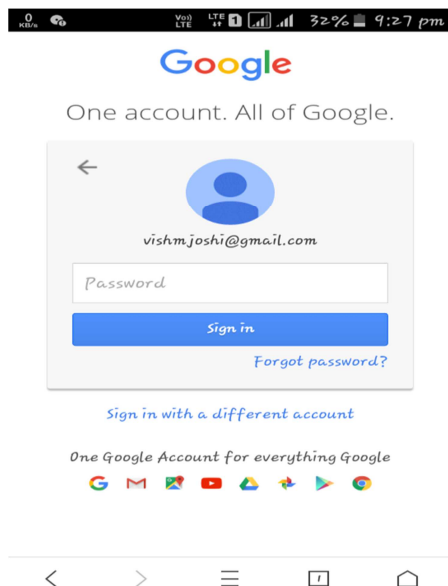 0 KB/s Vo)) LTE LTE 1 32% 9:27 pm
Google
One account. All of Google.
vishmjoshi@gmail.com
Password
Sign in
Forgot password?
Sign in with a different account
One Google Account for everything Google
1